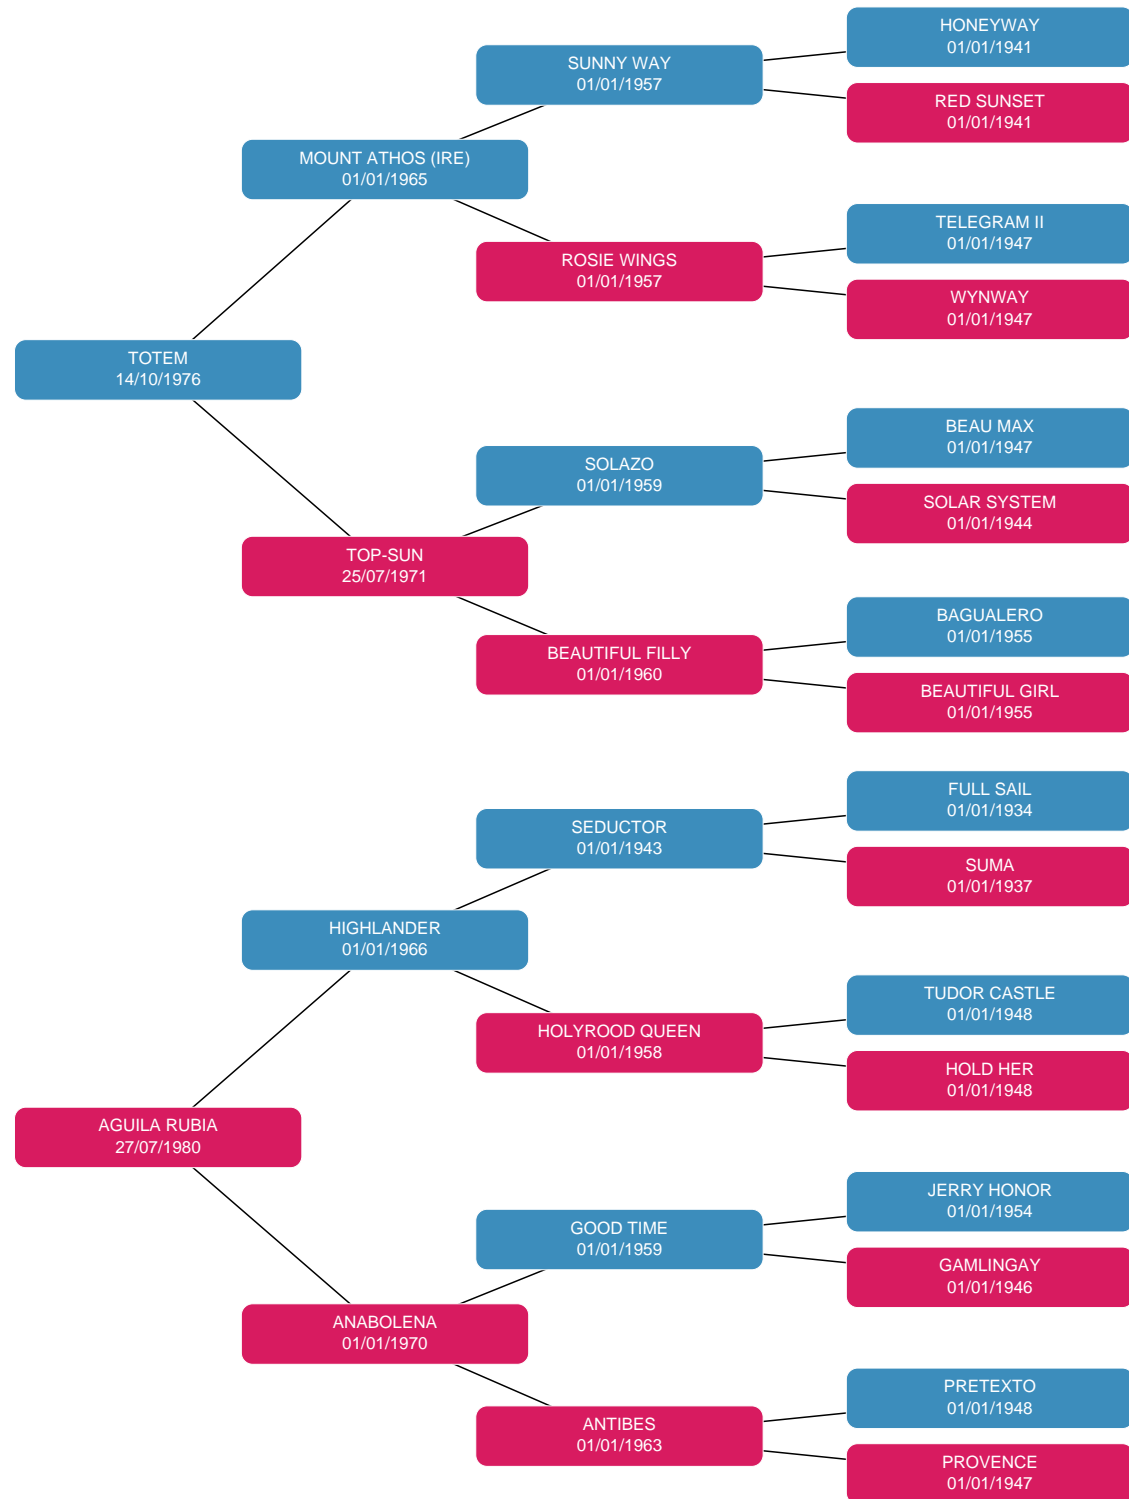 HONEYWAY
01/01/1941
SUNNY WAY
01/01/1957
RED SUNSET
01/01/1941
MOUNT ATHOS (IRE)
01/01/1965
TELEGRAM II
01/01/1947
ROSIE WINGS
01/01/1957
WYNWAY
01/01/1947
TOTEM
14/10/1976
BEAU MAX
01/01/1947
SOLAZO
01/01/1959
SOLAR SYSTEM
01/01/1944
TOP-SUN
25/07/1971
BAGUALERO
01/01/1955
BEAUTIFUL FILLY
01/01/1960
BEAUTIFUL GIRL
01/01/1955
FULL SAIL
01/01/1934
SEDUCTOR
01/01/1943
SUMA
01/01/1937
HIGHLANDER
01/01/1966
TUDOR CASTLE
01/01/1948
HOLYROOD QUEEN
01/01/1958
HOLD HER
01/01/1948
AGUILA RUBIA
27/07/1980
JERRY HONOR
01/01/1954
GOOD TIME
01/01/1959
GAMLINGAY
01/01/1946
ANABOLENA
01/01/1970
PRETEXTO
01/01/1948
ANTIBES
01/01/1963
PROVENCE
01/01/1947